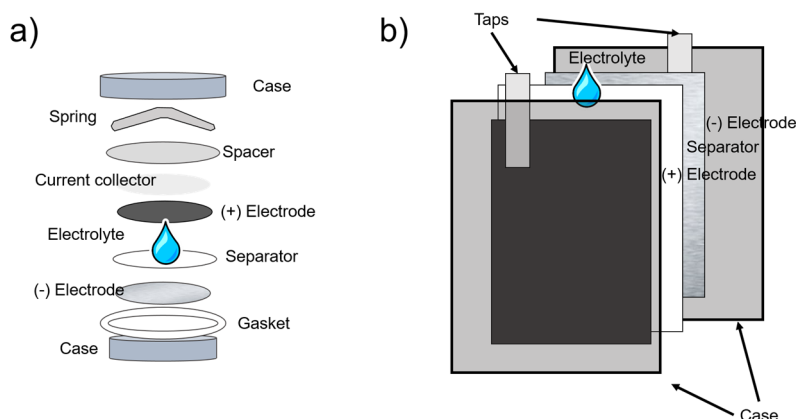 a)
Case
Spring
Spacer
Current collector
(+) Electrode
Electrolyte
Separator
(-) Electrode
Gasket
Case
b)
Taps
Electrolyte
(-) Electrode
Separator
(+) Electrode
Case